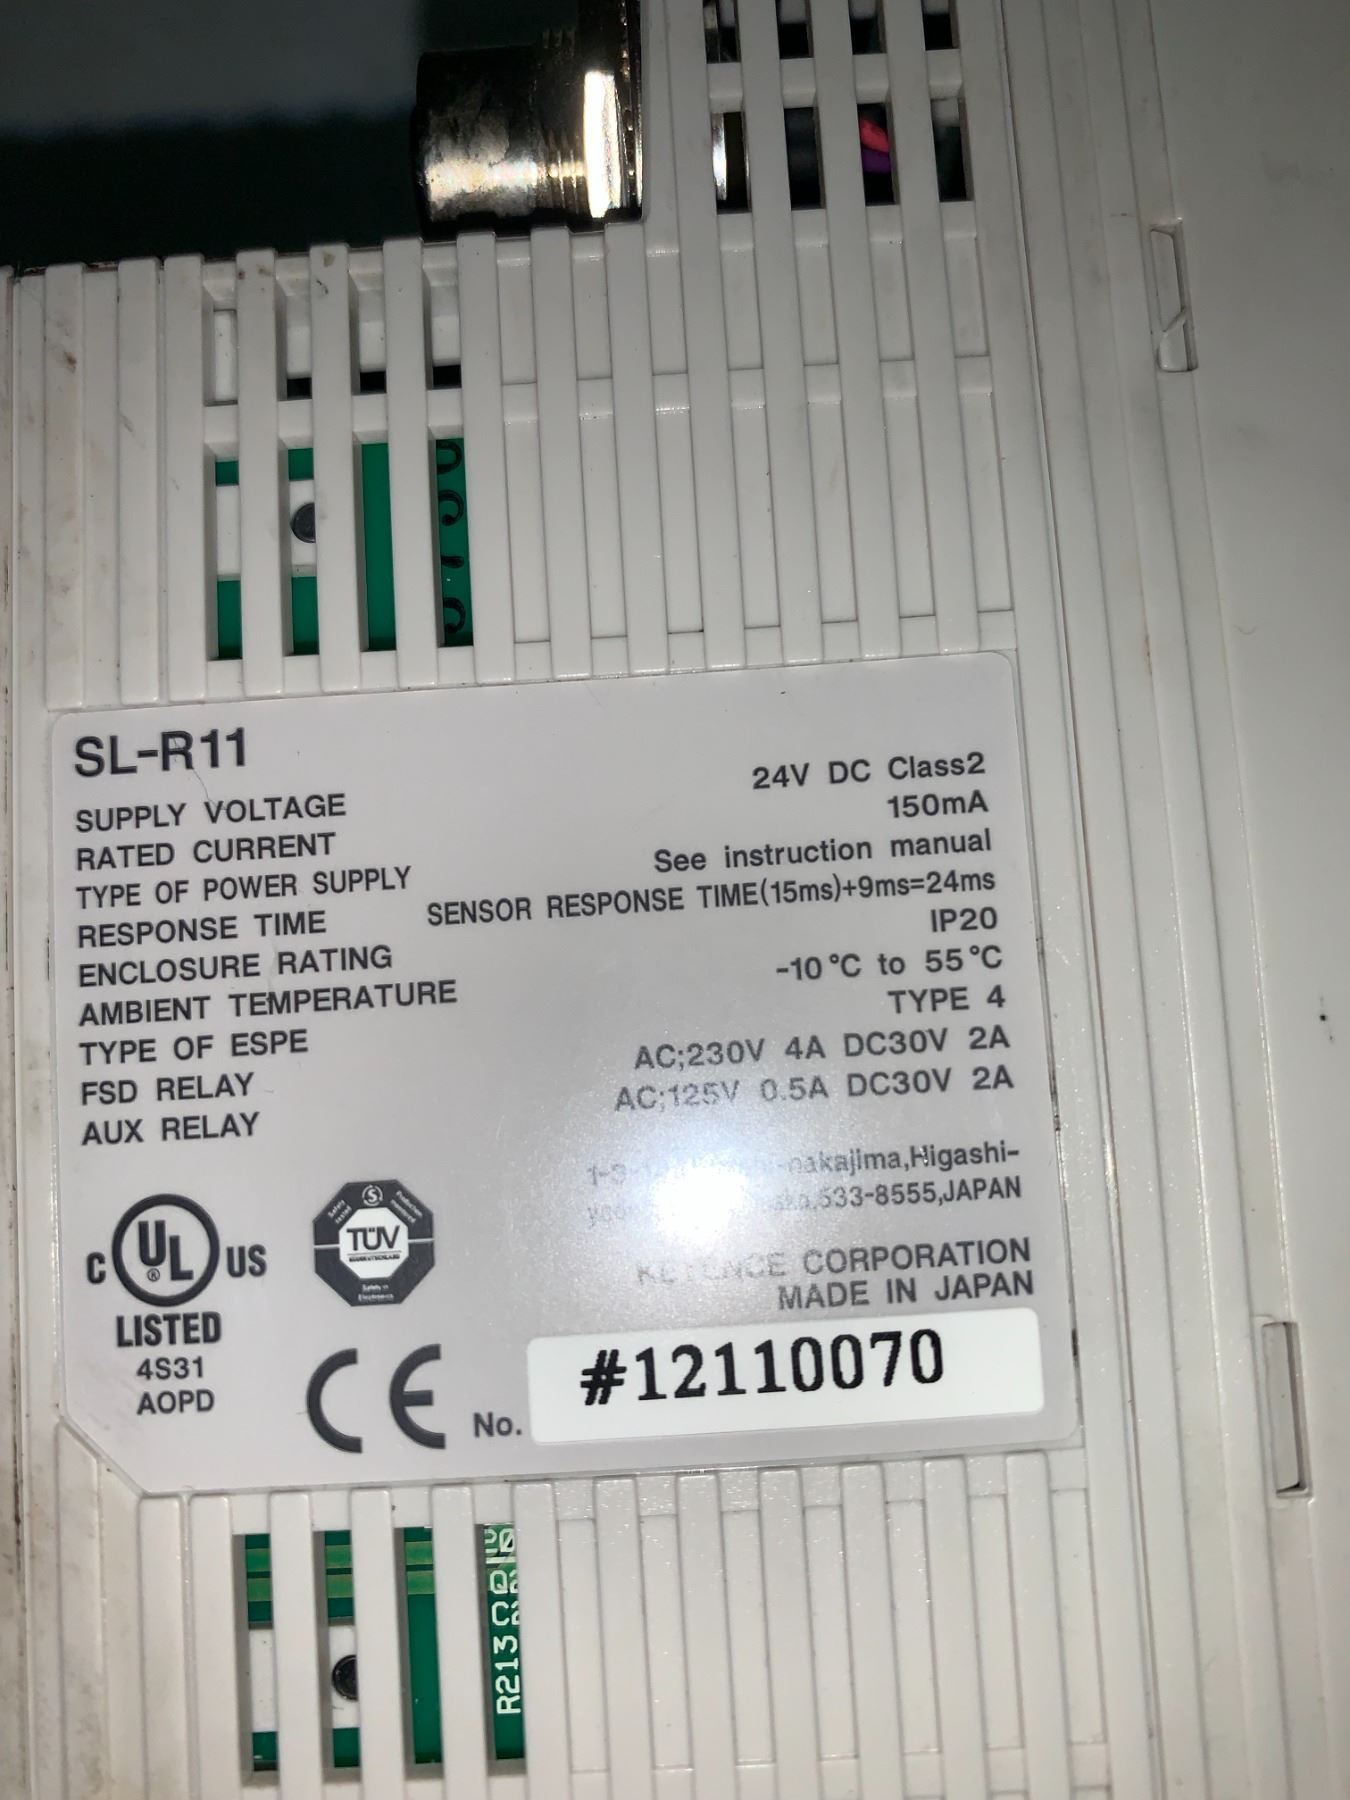 SL-R11
SUPPLY VOLTAGE 24V DC Class2
RATED CURRENT 150mA
TYPE OF POWER SUPPLY See instruction manual
RESPONSE TIME SENSOR RESPONSE TIME(15ms)+9ms=24ms
ENCLOSURE RATING IP20
AMBIENT TEMPERATURE -10°C to 55°C
TYPE OF ESPE TYPE 4
FSD RELAY AC;230V 4A DC30V 2A
AUX RELAY AC;125V 0.5A DC30V 2A
-nakajima,Higashi-
533-8555,JAPAN
KEYENCE CORPORATION
MADE IN JAPAN
C UL® US
LISTED
4S31
AOPD
TÜV
CE
No. #12110070
R213